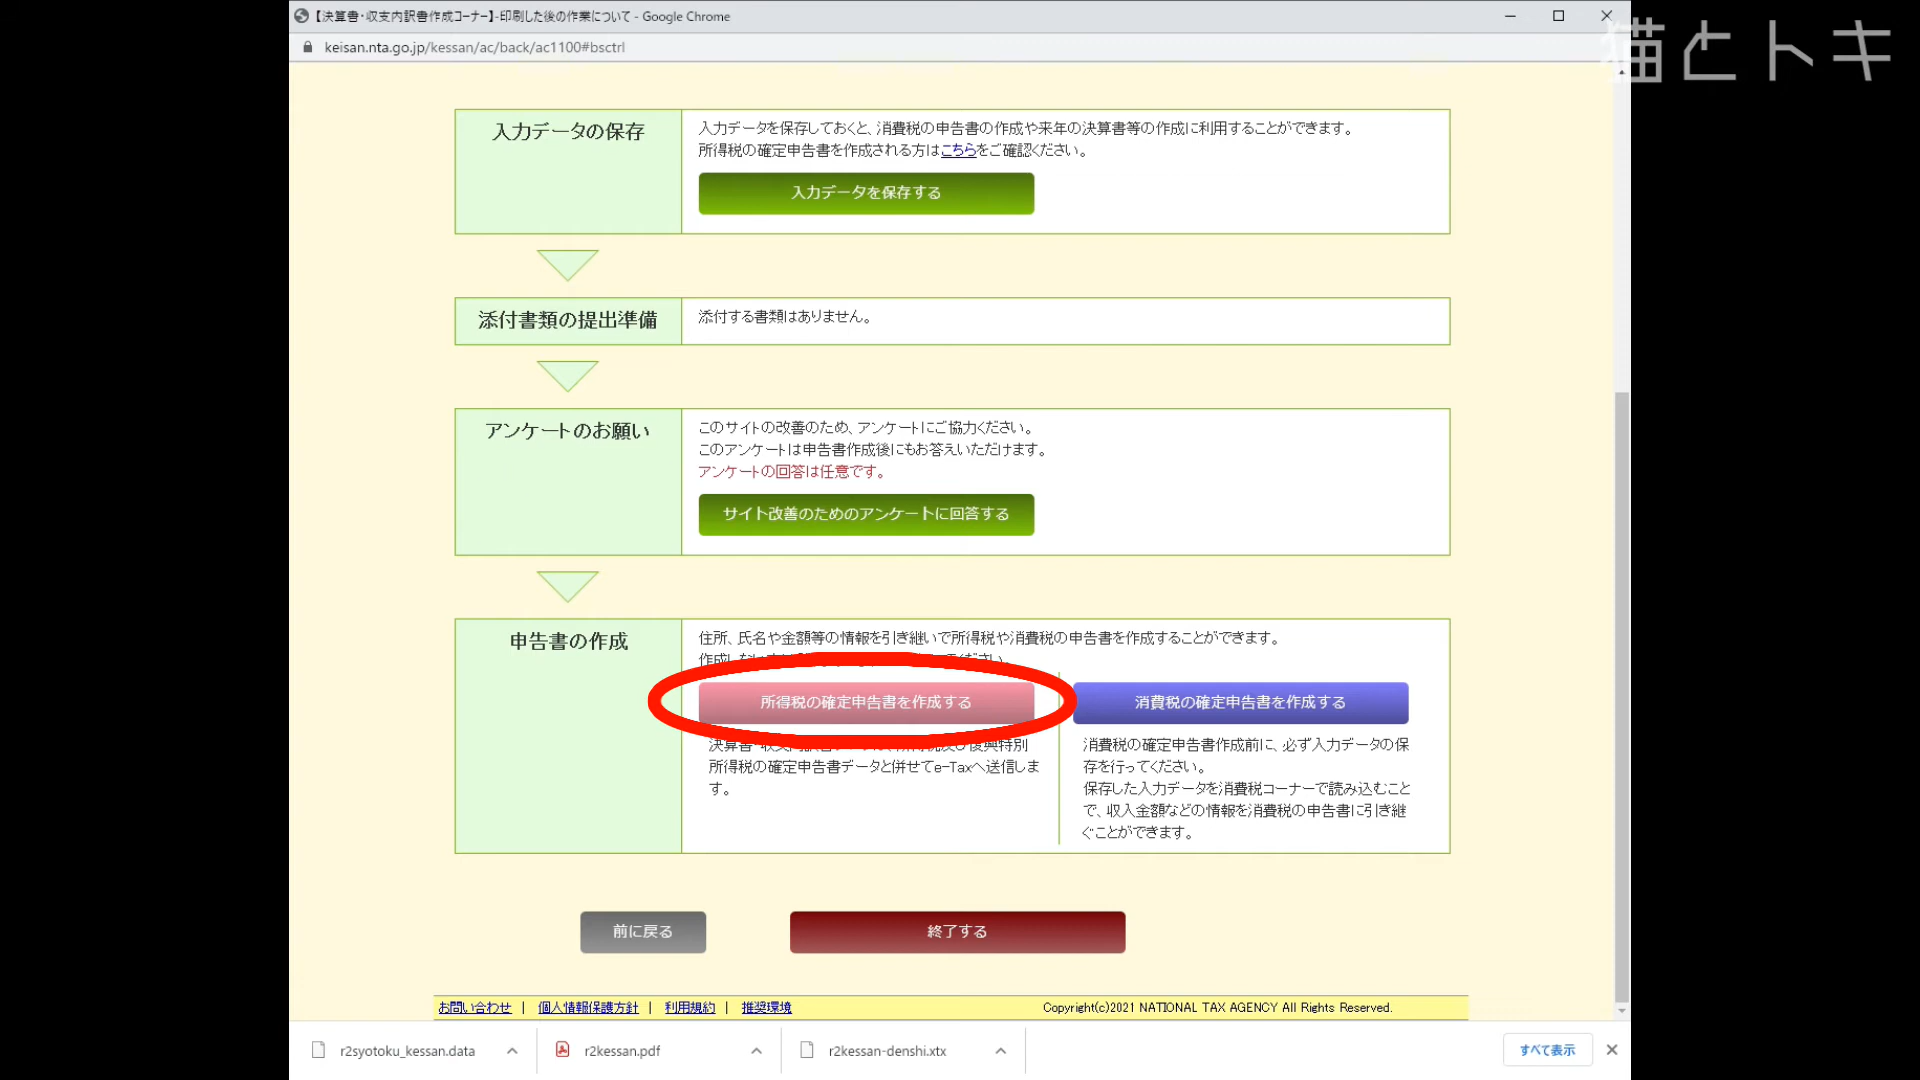 【決算書・収支内訳書作成コーナー】-印刷した後の作業について - Google Chrome
keisan.nta.go.jp/kessan/ac/back/ac1100#bsctrl
猫とトキ
入力データの保存
入力データを保存しておくと、消費税の申告書の作成や来年の決算書等の作成に利用することができます。
所得税の確定申告書を作成される方はこちらをご確認ください。
入力データを保存する
添付書類の提出準備
添付する書類はありません。
アンケートのお願い
このサイトの改善のため、アンケートにご協力ください。
このアンケートは申告書作成後にもお答えいただけます。
アンケートの回答は任意です。
サイト改善のためのアンケートに回答する
申告書の作成
住所、氏名や金額等の情報を引き継いで所得税や消費税の申告書を作成することができます。
所得税の確定申告書を作成する
所得税の確定申告書データと併せてe-Taxへ送信しま
す。
消費税の確定申告書を作成する
消費税の確定申告書作成前に、必ず入力データの保
存を行ってください。
保存した入力データを消費税コーナーで読み込むこと
で、収入金額などの情報を消費税の申告書に引き継
ぐことができます。
前に戻る
終了する
お問い合わせ | 個人情報保護方針 | 利用規約 | 推奨環境
Copyright(c)2021 NATIONAL TAX AGENCY All Rights Reserved.
r2syotoku_kessan.data
r2kessan.pdf
r2kessan-denshi.xtx
すべて表示